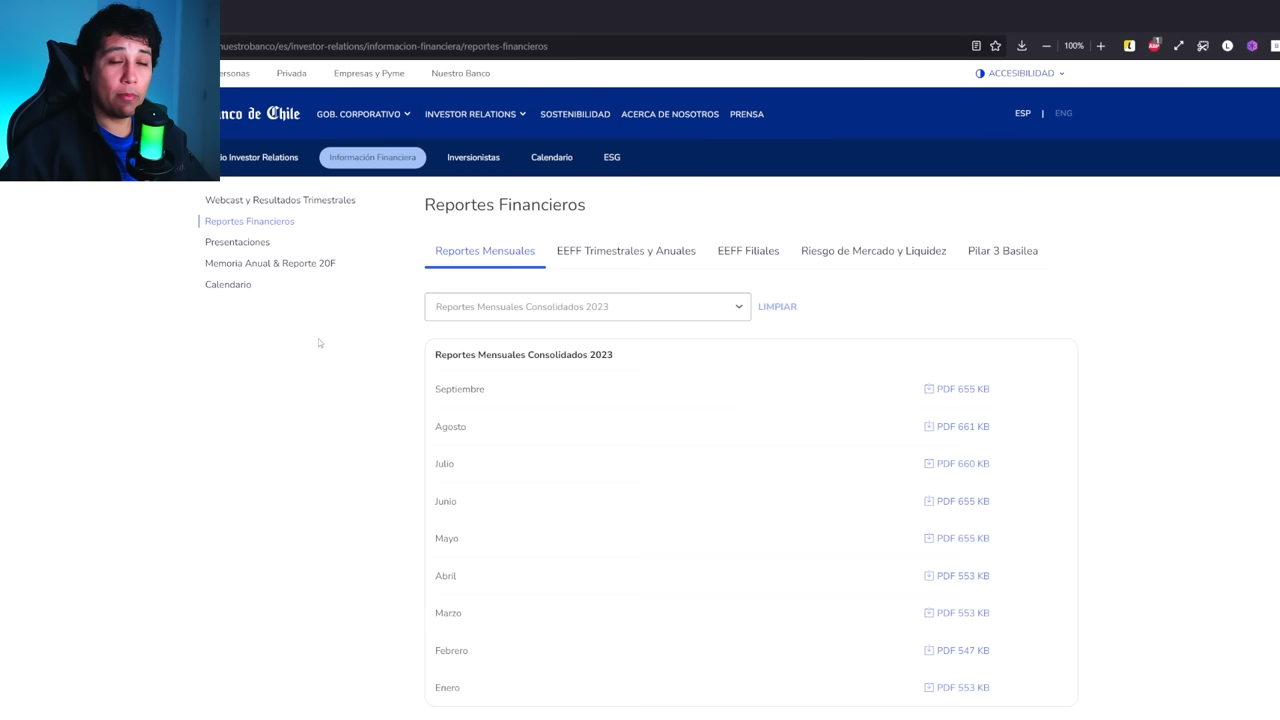 nuestrobanco/es/investor-relations/informacion-financiera/reportes-financieros
100%
ersonas Privada Empresas y Pyme Nuestro Banco
ACCESIBILIDAD
nco de Chile GOB. CORPORATIVO INVESTOR RELATIONS SOSTENIBILIDAD ACERCA DE NOSOTROS PRENSA
ESP | ENG
io Investor Relations Información Financiera Inversionistas Calendario ESG
Webcast y Resultados Trimestrales
Reportes Financieros
Presentaciones
Memoria Anual & Reporte 20F
Calendario
Reportes Financieros
Reportes Mensuales EEFF Trimestrales y Anuales EEFF Filiales Riesgo de Mercado y Liquidez Pilar 3 Basilea
Reportes Mensuales Consolidados 2023 LIMPIAR
Reportes Mensuales Consolidados 2023
Septiembre PDF 655 KB
Agosto PDF 661 KB
Julio PDF 660 KB
Junio PDF 655 KB
Mayo PDF 655 KB
Abril PDF 553 KB
Marzo PDF 553 KB
Febrero PDF 547 KB
Enero PDF 553 KB